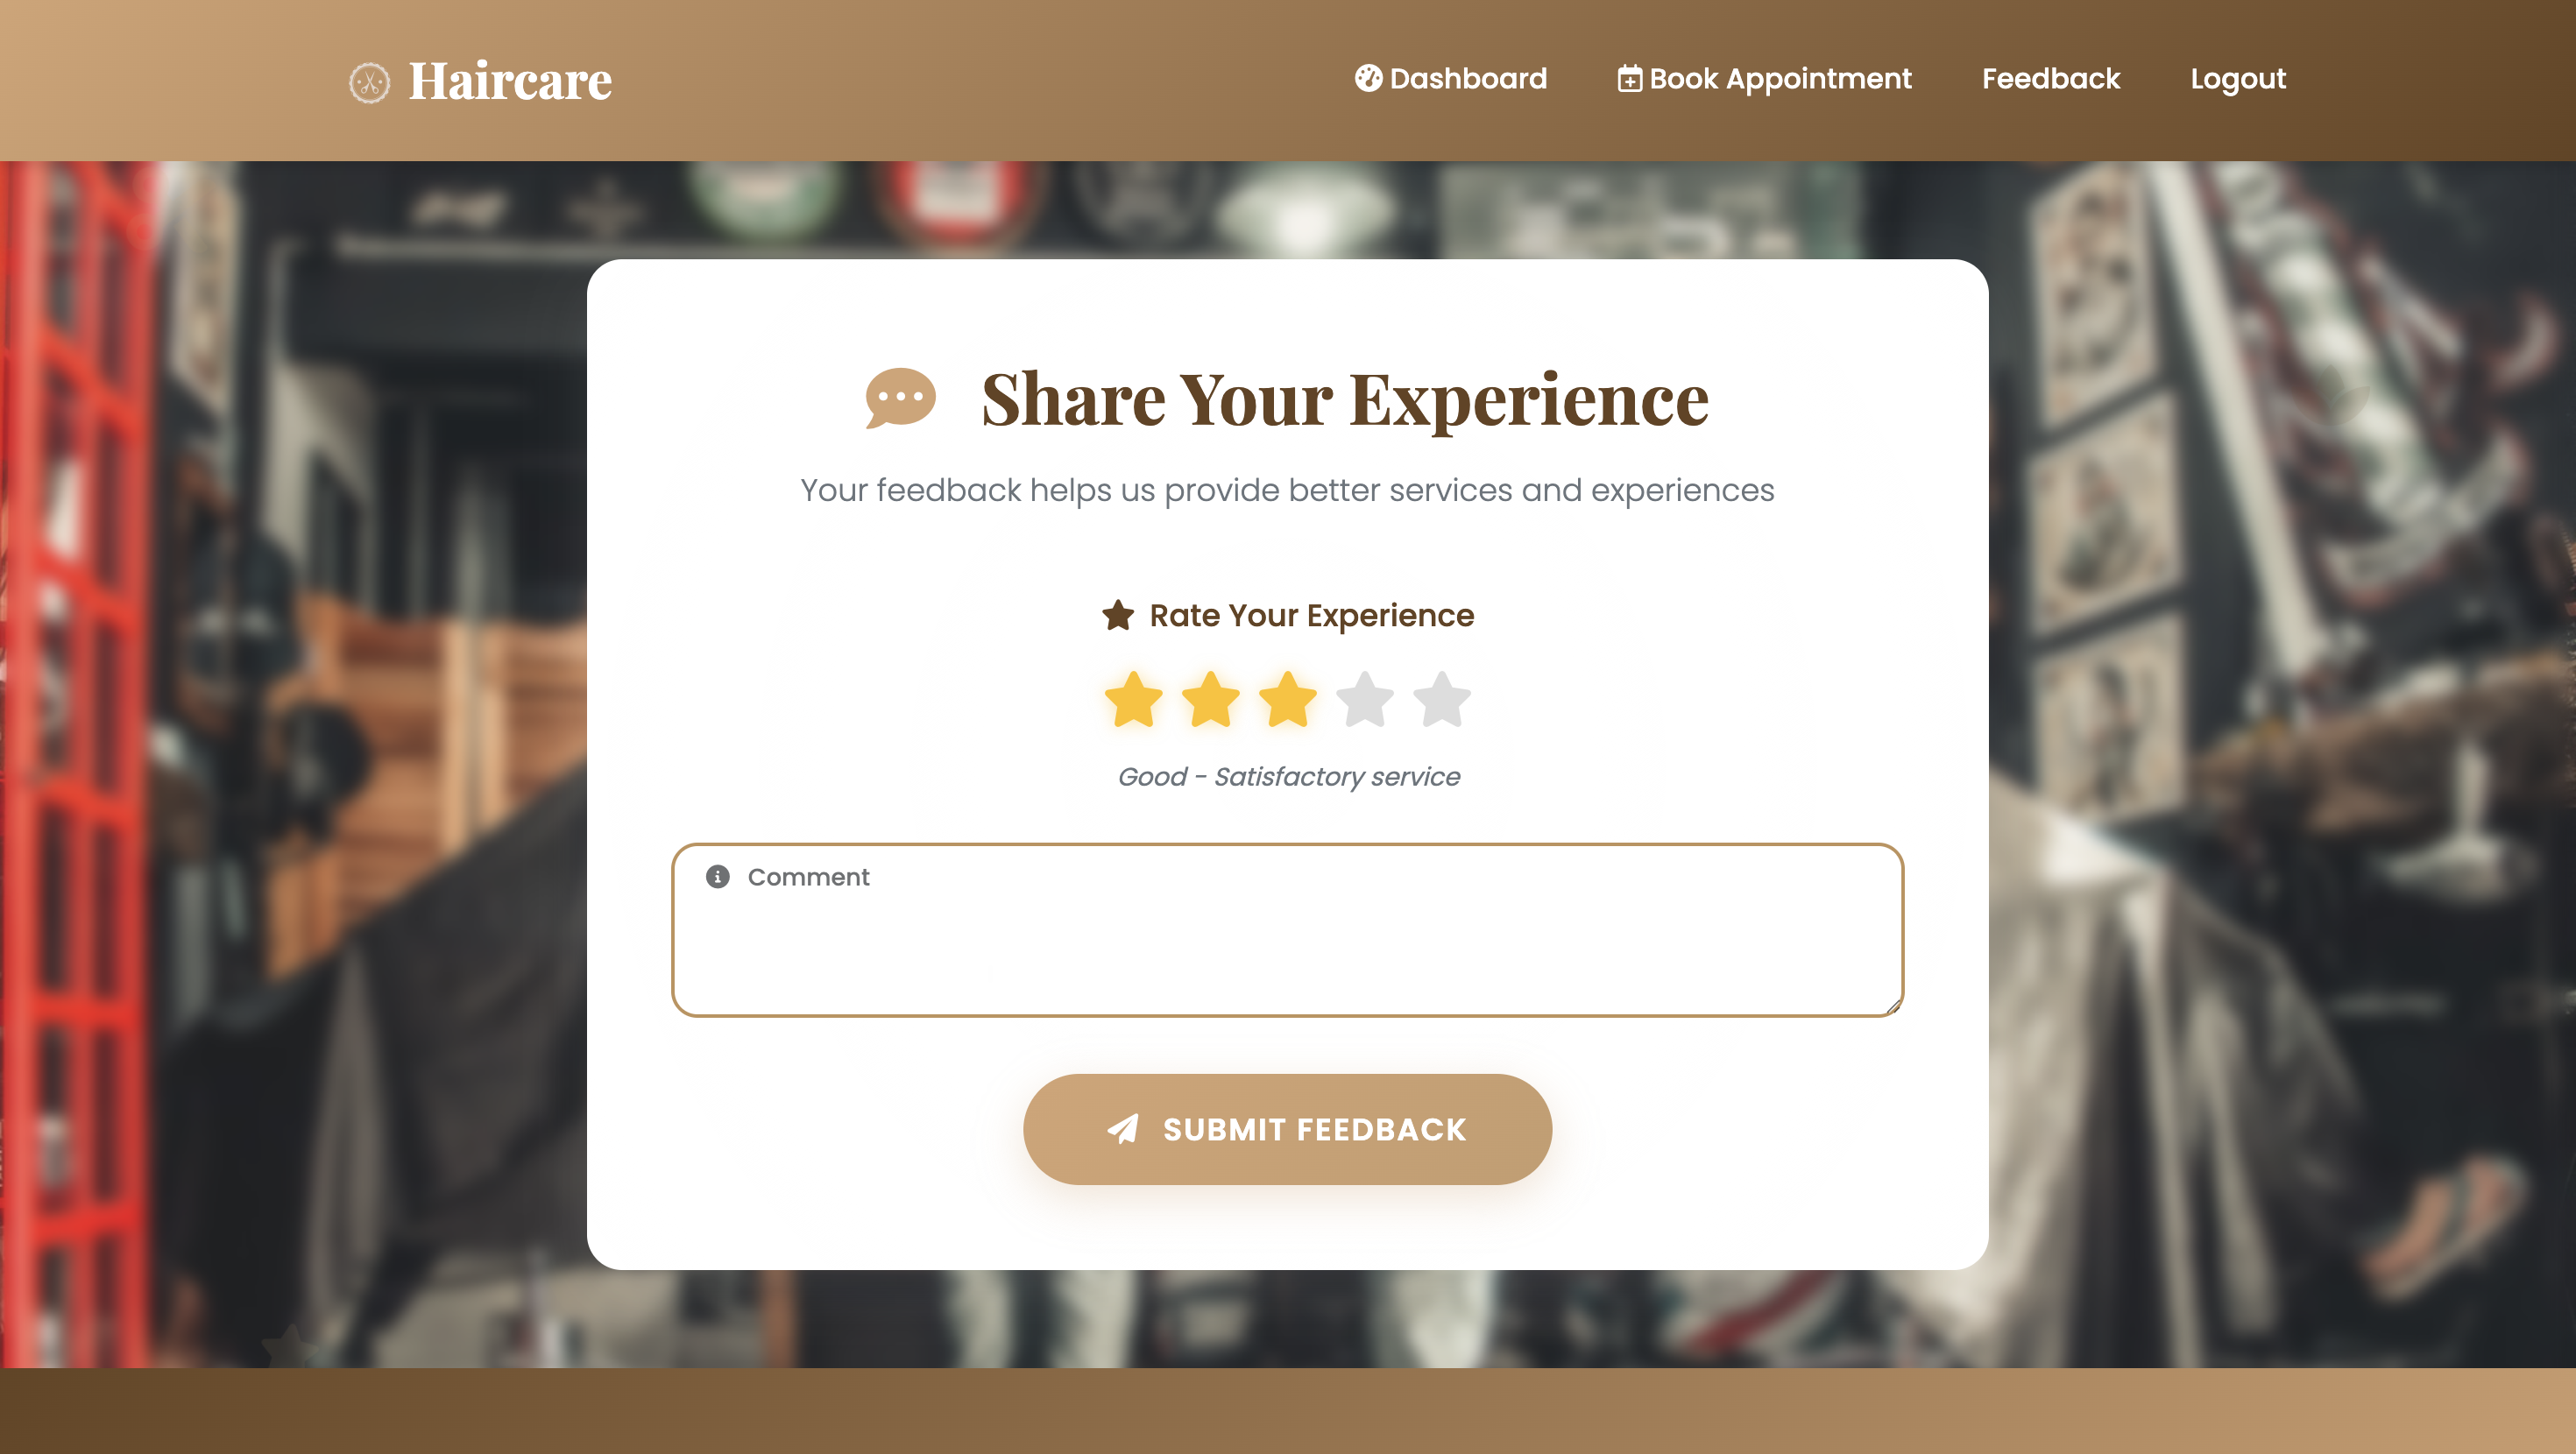 Haircare
Dashboard
Book Appointment
Feedback
Logout
Share Your Experience
Your feedback helps us provide better services and experiences
Rate Your Experience
Good - Satisfactory service
Comment
SUBMIT FEEDBACK